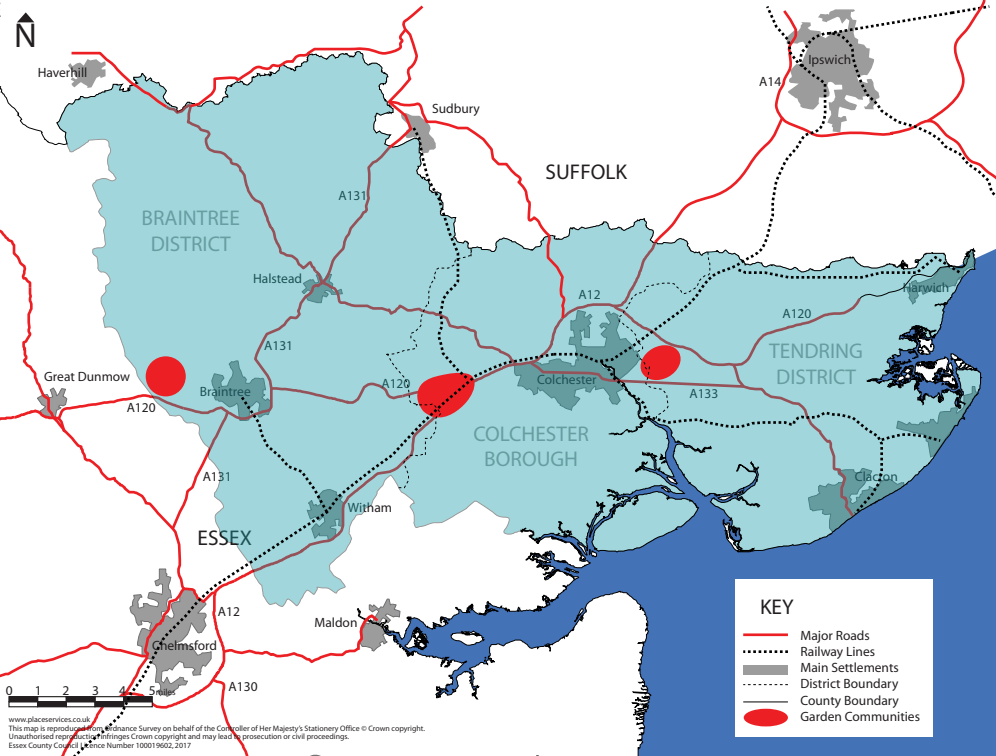 N
Haverhill
Sudbury
Ipswich
A14
SUFFOLK
A131
BRAINTREE
DISTRICT
Halstead
A12
Harwich
A120
A131
TENDRING
DISTRICT
Great Dunmow
Braintree
A120
Colchester
A120
A133
COLCHESTER
BOROUGH
A131
Clacton
Witham
ESSEX
A12
Maldon
Chelmsford
A130
0 1 2 3 4 5 miles
KEY
Major Roads
Railway Lines
Main Settlements
District Boundary
County Boundary
Garden Communities
www.placeservices.co.uk
This map is reproduced from Ordnance Survey on behalf of the Controller of Her Majesty's Stationery Office © Crown copyright.
Unauthorised reproduction infringes Crown copyright and may lead to prosecution or civil proceedings.
Essex County Council Licence Number 100019602, 2017